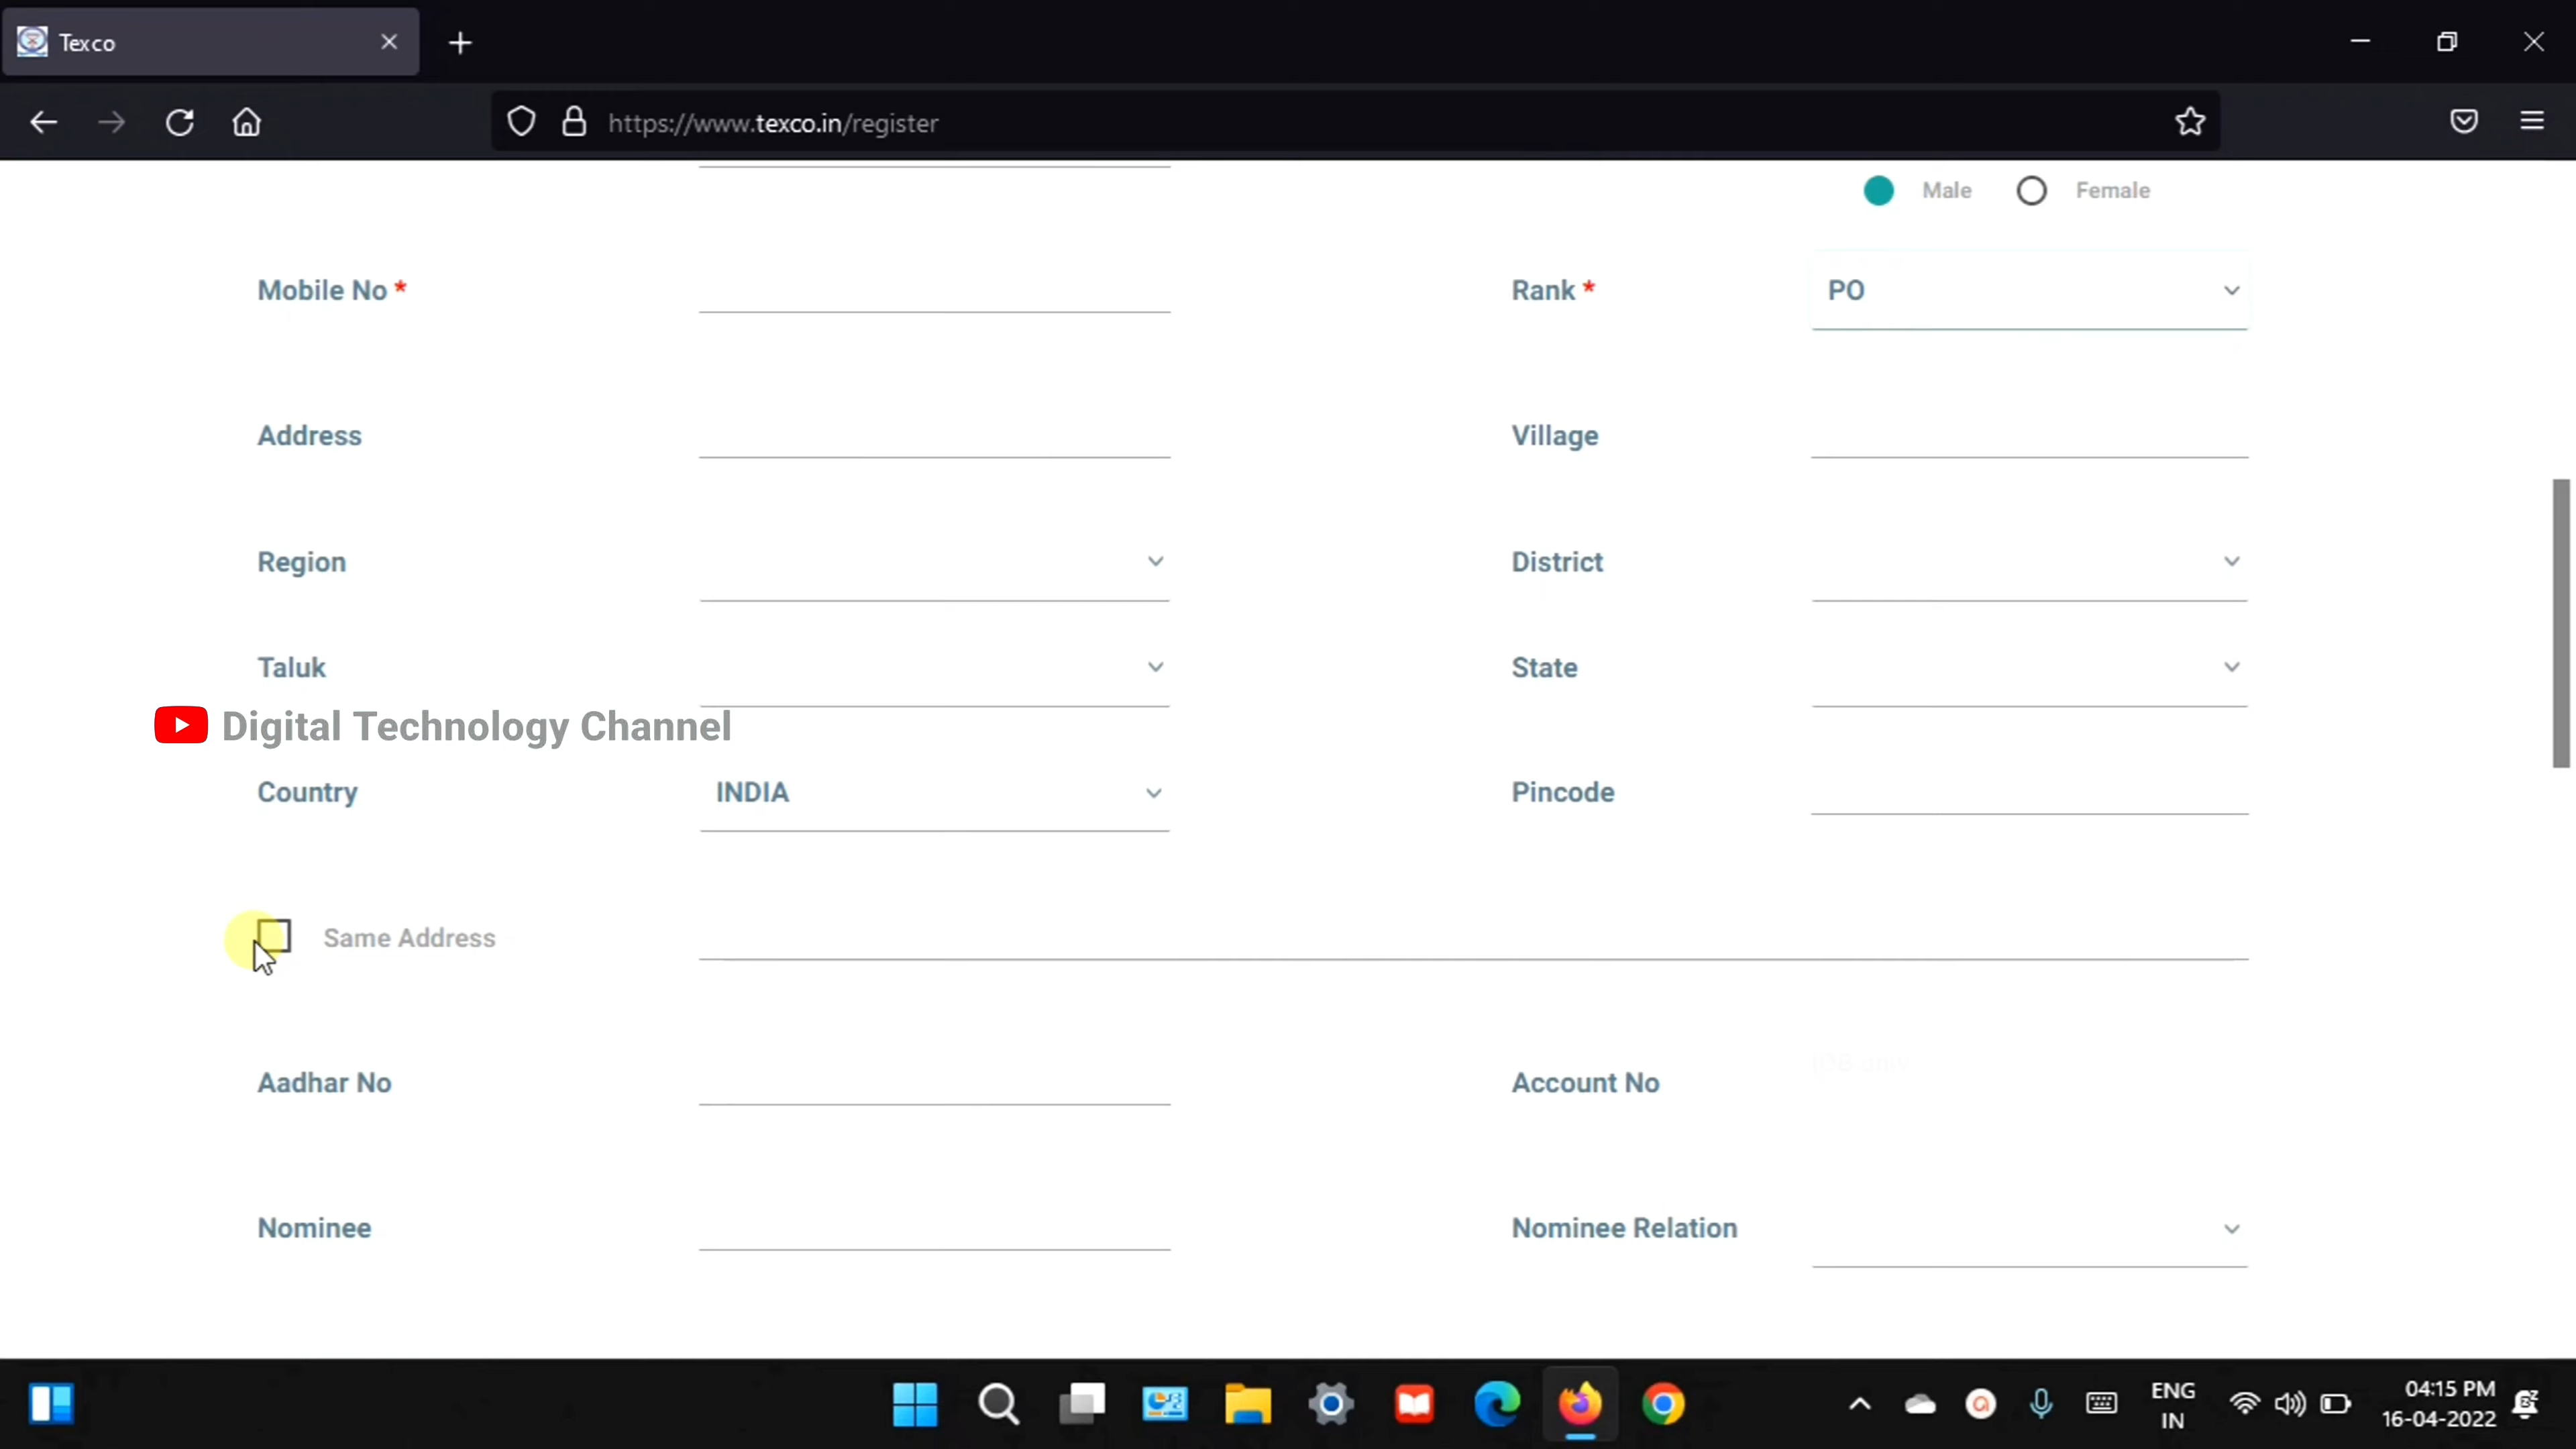 Texco
https://www.texco.in/register
Male Female
Mobile No * Rank * PO
Address Village
Region District
Taluk State
Digital Technology Channel
Country INDIA Pincode
Same Address
Aadhar No Account No
Nominee Nominee Relation
ENG
IN
04:15 PM
16-04-2022